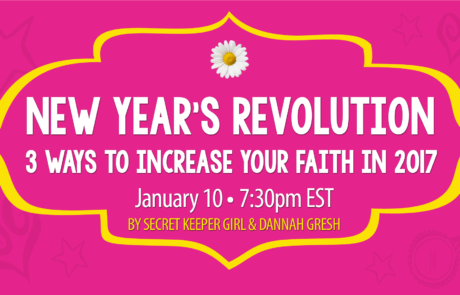 NEW YEAR'S REVOLUTION
3 WAYS TO INCREASE YOUR FAITH IN 2017
January 10 • 7:30pm EST
BY SECRET KEEPER GIRL & DANNAH GRESH